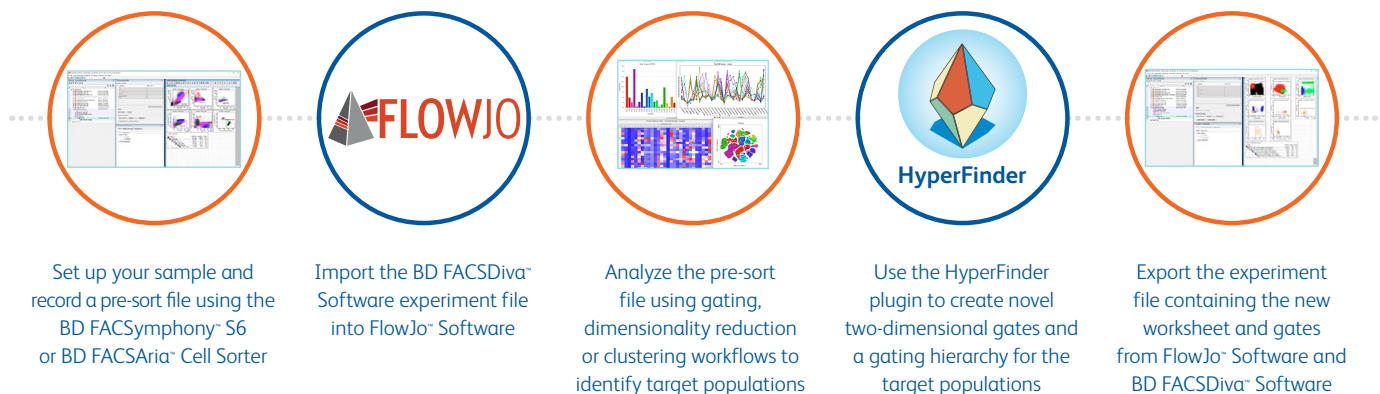 FLOWJO
HyperFinder
Set up your sample and
record a pre-sort file using the
BD FACSymphony™ S6
or BD FACSAria™ Cell Sorter
Import the BD FACSDiva™
Software experiment file
into FlowJo™ Software
Analyze the pre-sort
file using gating,
dimensionality reduction
or clustering workflows to
identify target populations
Use the HyperFinder
plugin to create novel
two-dimensional gates and
a gating hierarchy for the
target populations
Export the experiment
file containing the new
worksheet and gates
from FlowJo™ Software and
BD FACSDiva™ Software